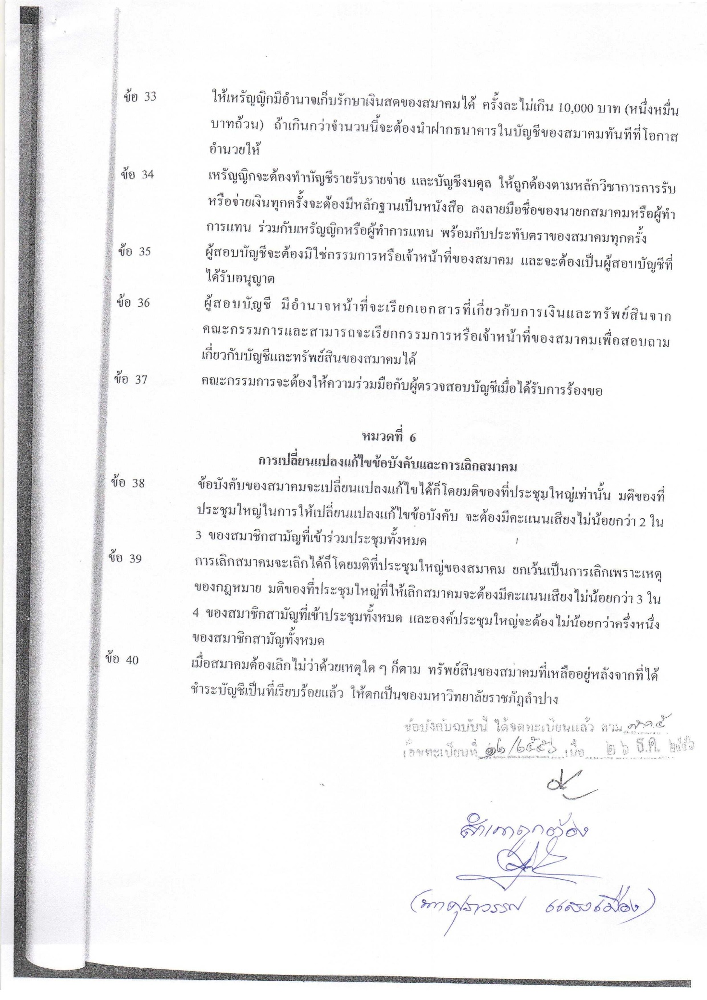 ข้อ 33 ให้เหรัญญิกมีอำนาจเก็บรักษาเงินสดของสมาคมได้ ครั้งละไม่เกิน 10,000 บาท (หนึ่งหมื่น
บาทถ้วน) ถ้าเกินกว่าจำนวนนี้จะต้องนำฝากธนาคารในบัญชีของสมาคมทันทีที่โอกาส
อำนวยให้
ข้อ 34 เหรัญญิกจะต้องทำบัญชีรายรับรายจ่าย และบัญชีงบดุล ให้ถูกต้องตามหลักวิชาการการรับ
หรือจ่ายเงินทุกครั้งจะต้องมีหลักฐานเป็นหนังสือ ลงลายมือชื่อของนายกสมาคมหรือผู้ทำ
การแทน ร่วมกับเหรัญญิกหรือผู้ทำการแทน พร้อมกับประทับตราของสมาคมทุกครั้ง
ข้อ 35 ผู้สอบบัญชีจะต้องมิใช่กรรมการหรือเจ้าหน้าที่ของสมาคม และจะต้องเป็นผู้สอบบัญชีที่
ได้รับอนุญาต
ข้อ 36 ผู้สอบบัญชี มีอำนาจหน้าที่จะเรียกเอกสารที่เกี่ยวกับการเงินและทรัพย์สินจาก
คณะกรรมการและสามารถจะเรียกกรรมการหรือเจ้าหน้าที่ของสมาคมเพื่อสอบถาม
เกี่ยวกับบัญชีและทรัพย์สินของสมาคมได้
ข้อ 37 คณะกรรมการจะต้องให้ความร่วมมือกับผู้ตรวจสอบบัญชีเมื่อได้รับการร้องขอ
หมวดที่ 6
การเปลี่ยนแปลงแก้ไขข้อบังคับและการเลิกสมาคม
ข้อ 38 ข้อบังคับของสมาคมจะเปลี่ยนแปลงแก้ไขได้ก็โดยมติของที่ประชุมใหญ่เท่านั้น มติของที่
ประชุมใหญ่ในการให้เปลี่ยนแปลงแก้ไขข้อบังคับ จะต้องมีคะแนนเสียงไม่น้อยกว่า 2 ใน
3 ของสมาชิกสามัญที่เข้าร่วมประชุมทั้งหมด
ข้อ 39 การเลิกสมาคมจะเลิกได้ก็โดยมติที่ประชุมใหญ่ของสมาคม ยกเว้นเป็นการเลิกเพราะเหตุ
ของกฎหมาย มติของที่ประชุมใหญ่ที่ให้เลิกสมาคมจะต้องมีคะแนนเสียงไม่น้อยกว่า 3 ใน
4 ของสมาชิกสามัญที่เข้าประชุมทั้งหมด และองค์ประชุมใหญ่จะต้องไม่น้อยกว่าครึ่งหนึ่ง
ของสมาชิกสามัญทั้งหมด
ข้อ 40 เมื่อสมาคมต้องเลิกไม่ว่าด้วยเหตุใด ๆ ก็ตาม ทรัพย์สินของสมาคมที่เหลืออยู่หลังจากที่ได้
ชำระบัญชีเป็นที่เรียบร้อยแล้ว ให้ตกเป็นของมหาวิทยาลัยราชภัฏลำปาง
ข้อบังคับฉบับนี้ ได้จดทะเบียนแล้ว ตาม ส.ค.๕
เลขทะเบียนที่ เมื่อ ๒๖ ธ.ค. ๒๕๕๖
สำเนาถูกต้อง